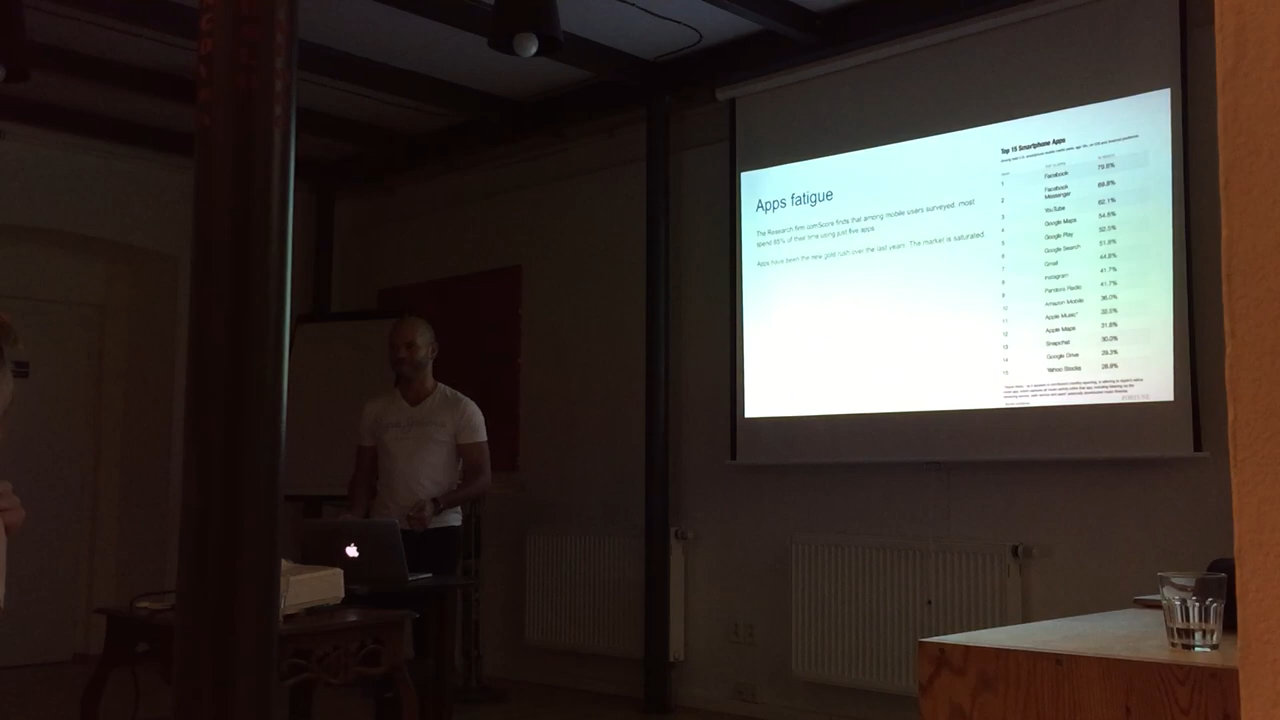 Apps fatigue
The Research firm comScore finds that among mobile users surveyed, most
spend 85% of their time using just five apps.
Apps have been the new gold rush over the last years. The market is saturated.
Top 15 Smartphone Apps
1 Facebook 79.8%
2 Facebook Messenger 68.8%
3 YouTube 62.1%
4 Google Maps 54.8%
5 Google Play 52.5%
6 Google Search 51.8%
7 Gmail 44.8%
8 Instagram 41.7%
9 Pandora Radio 41.7%
10 Amazon Mobile 36.0%
11 Apple Music* 32.5%
12 Apple Maps 31.8%
13 Snapchat 30.0%
14 Google Drive 29.3%
15 Yahoo Stocks 28.9%
FORTUNE